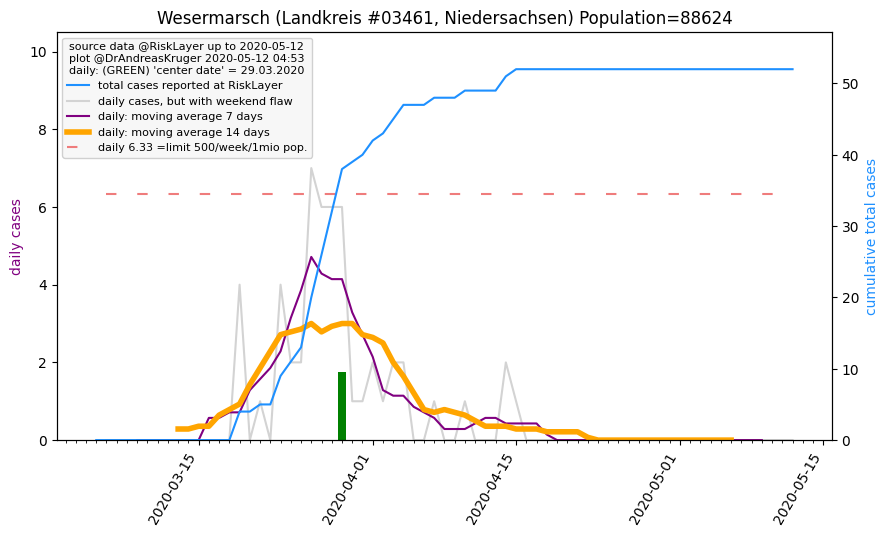 Wesermarsch (Landkreis #03461, Niedersachsen) Population=88624
source data @RiskLayer up to 2020-05-12
plot @DrAndreasKruger 2020-05-12 04:53
daily: (GREEN) 'center date' = 29.03.2020
total cases reported at RiskLayer
daily cases, but with weekend flaw
daily: moving average 7 days
daily: moving average 14 days
daily 6.33 =limit 500/week/1mio pop.
daily cases
10
8
6
4
2
0
cumulative total cases
50
40
30
20
10
0
2020-03-15
2020-04-01
2020-04-15
2020-05-01
2020-05-15